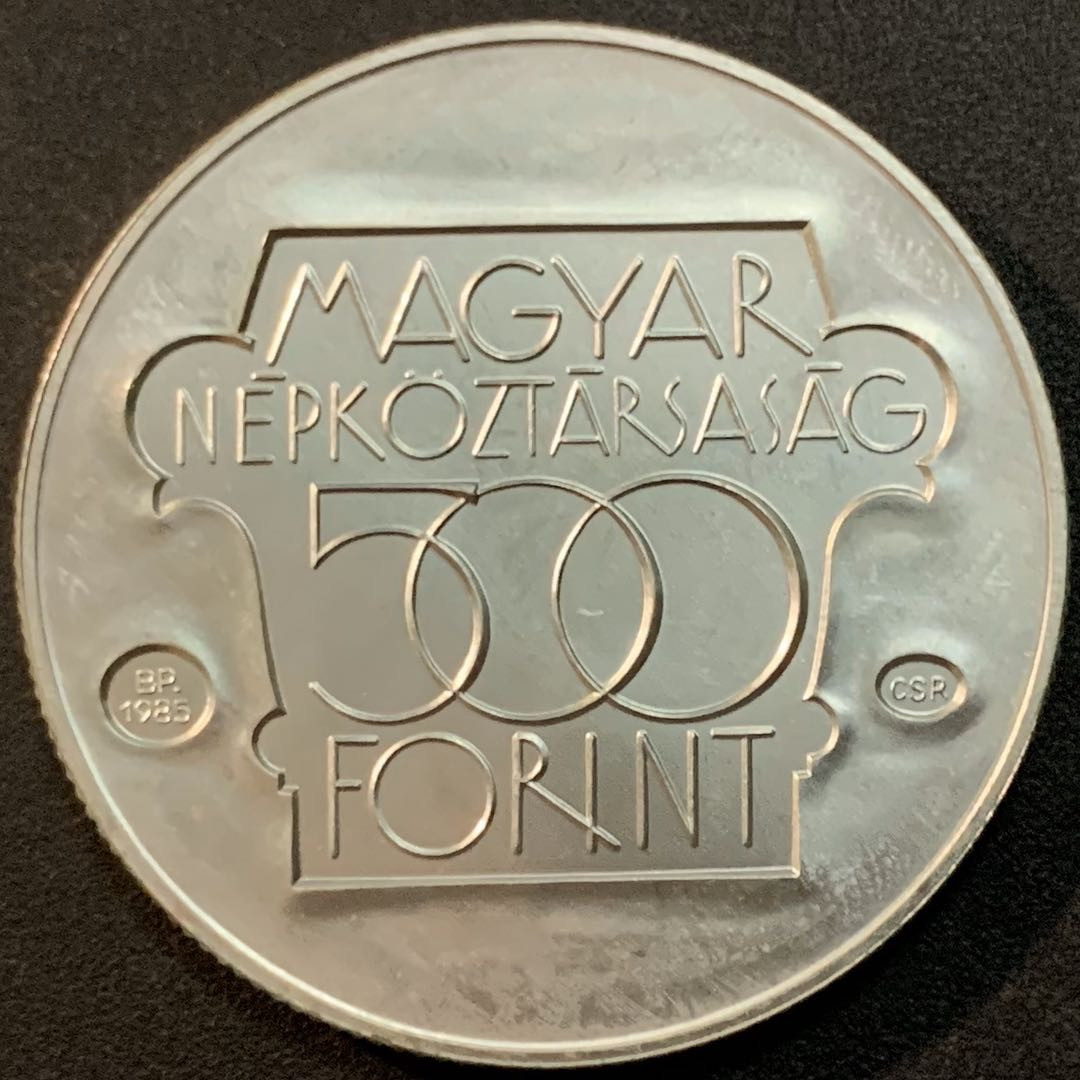 MAGYAR
NÉPKÖZTÁRSASÁG
500
FORINT
BP.
1985
CSR